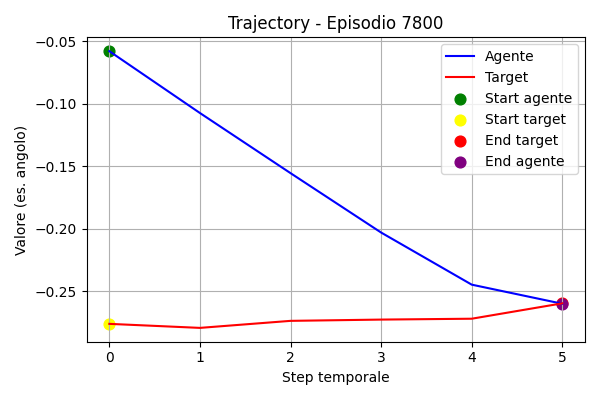 Trajectory - Episodio 7800
Valore (es. angolo)
−0.05
−0.10
−0.15
−0.20
−0.25
Agente
Target
Start agente
Start target
End target
End agente
0 1 2 3 4 5
Step temporale